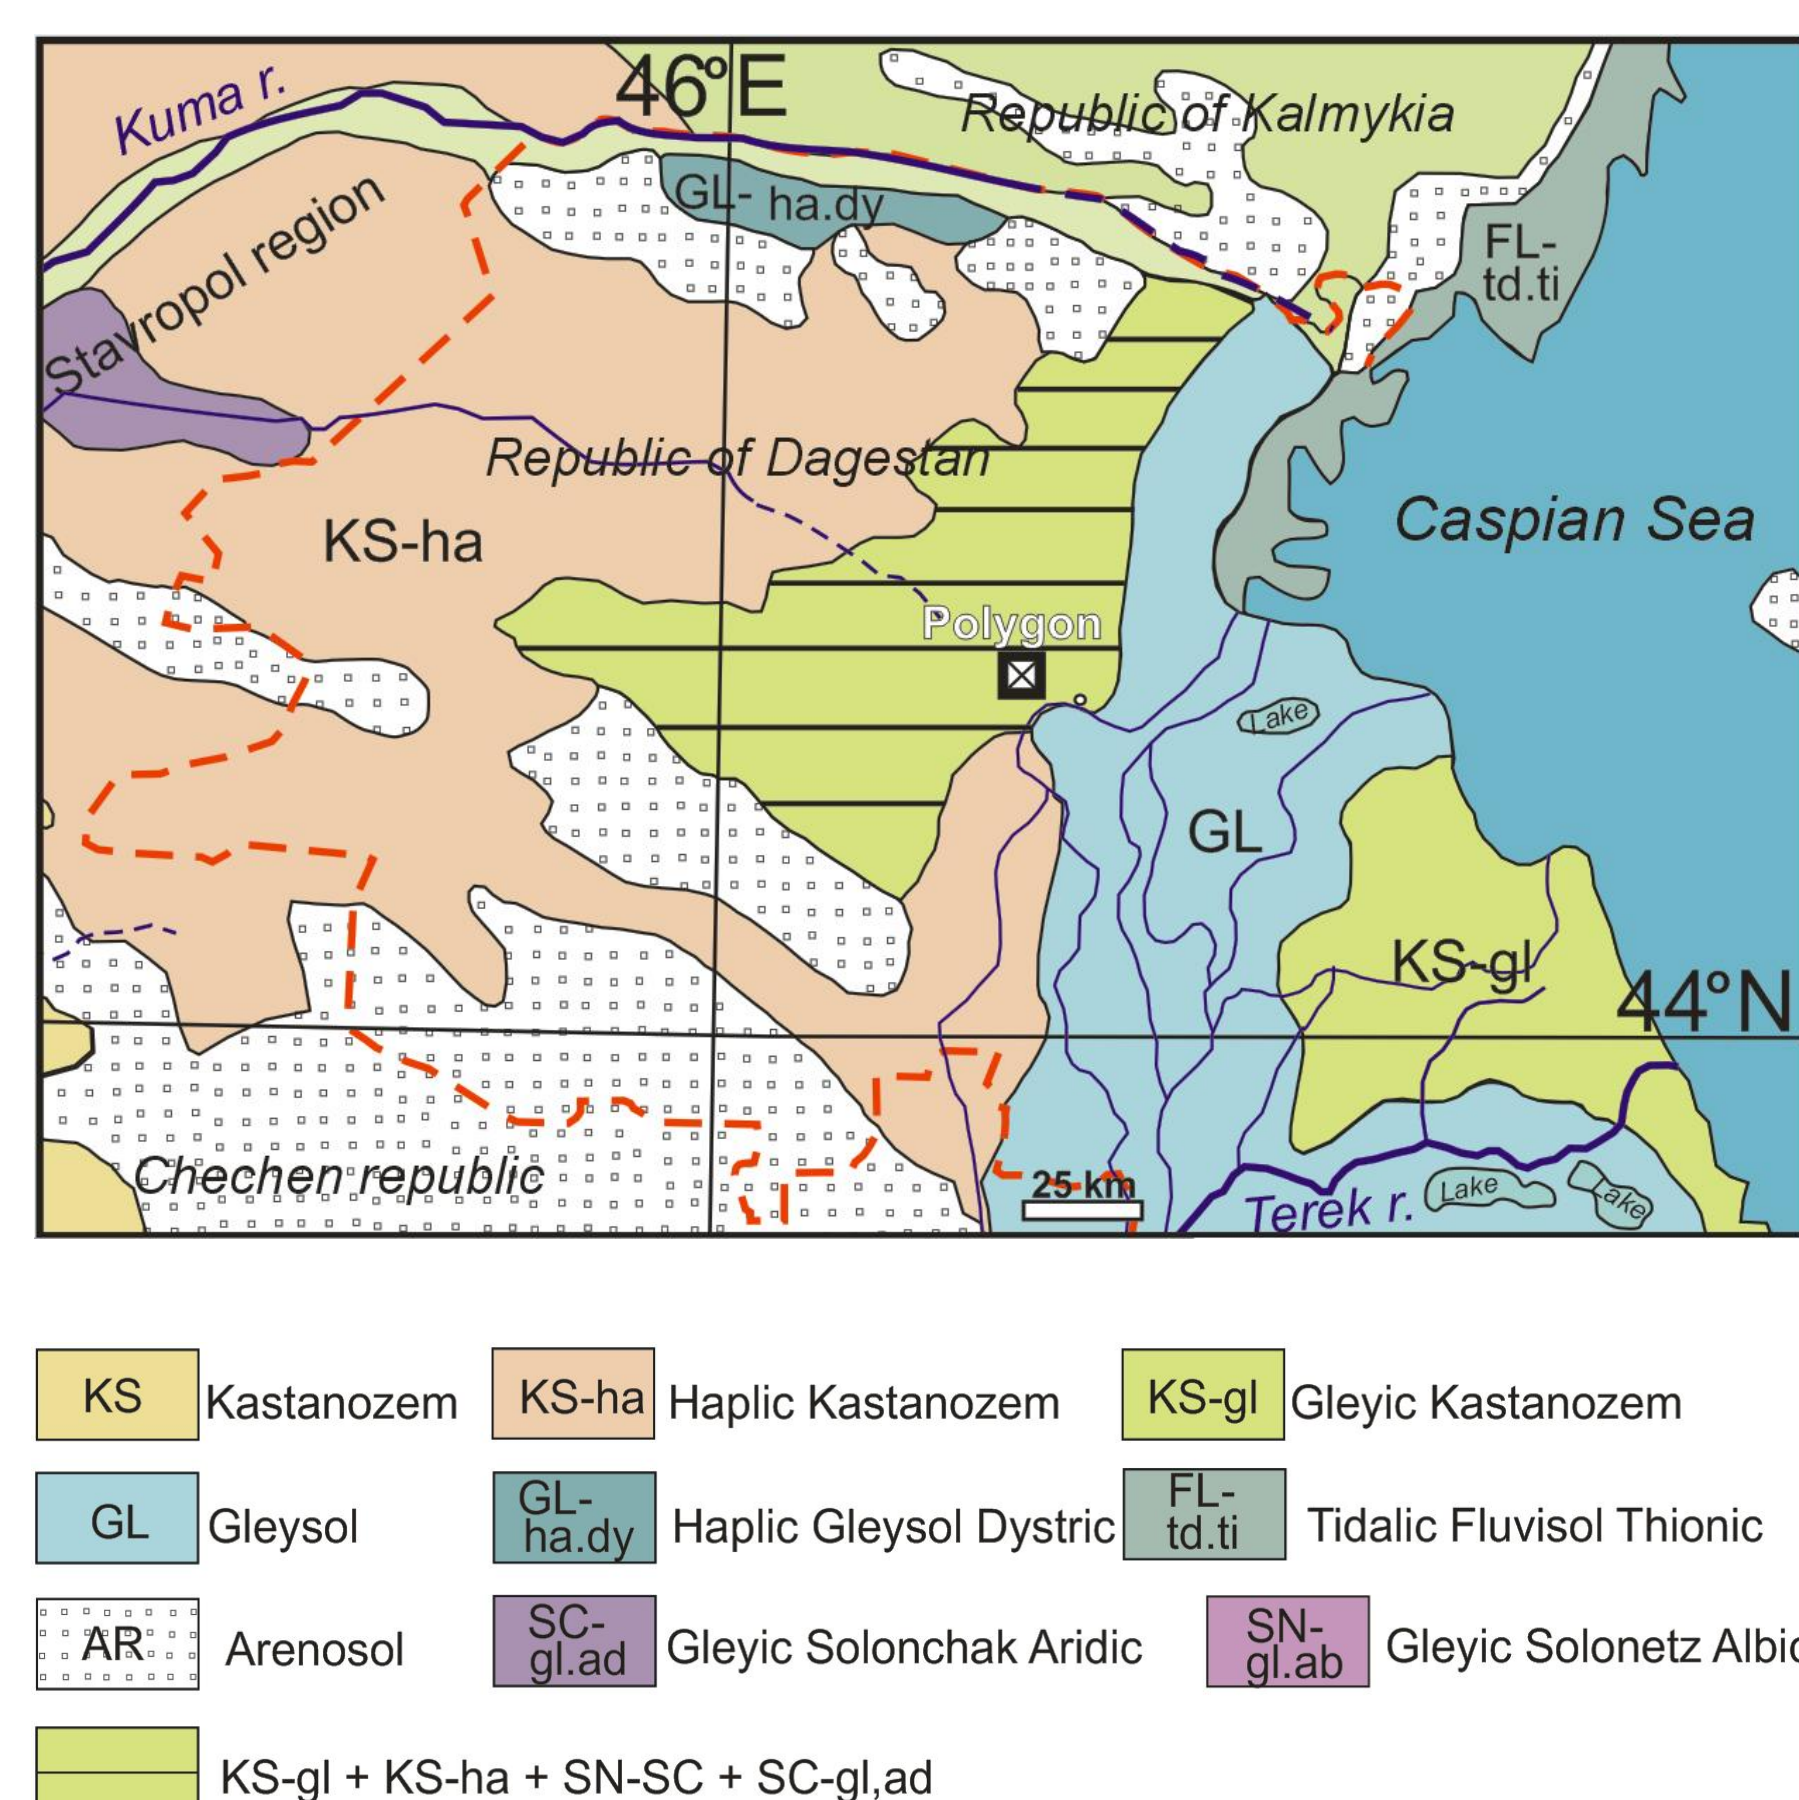 46ºE
Kuma r.
Republic of Kalmykia
GL- ha.dy
Stavropol region
FL-
td.ti
Republic of Dagestan
Caspian Sea
KS-ha
Polygon
Lake
GL
KS-gl
44ºN
Chechen republic
25 km
Terek r.
Lake
Lake
KS Kastanozem
KS-ha Haplic Kastanozem
KS-gl Gleyic Kastanozem
GL Gleysol
GL-
ha.dy Haplic Gleysol Dystric
FL-
td.ti Tidalic Fluvisol Thionic
AR Arenosol
SC-
gl.ad Gleyic Solonchak Aridic
SN-
gl.ab Gleyic Solonetz Albic
KS-gl + KS-ha + SN-SC + SC-gl,ad